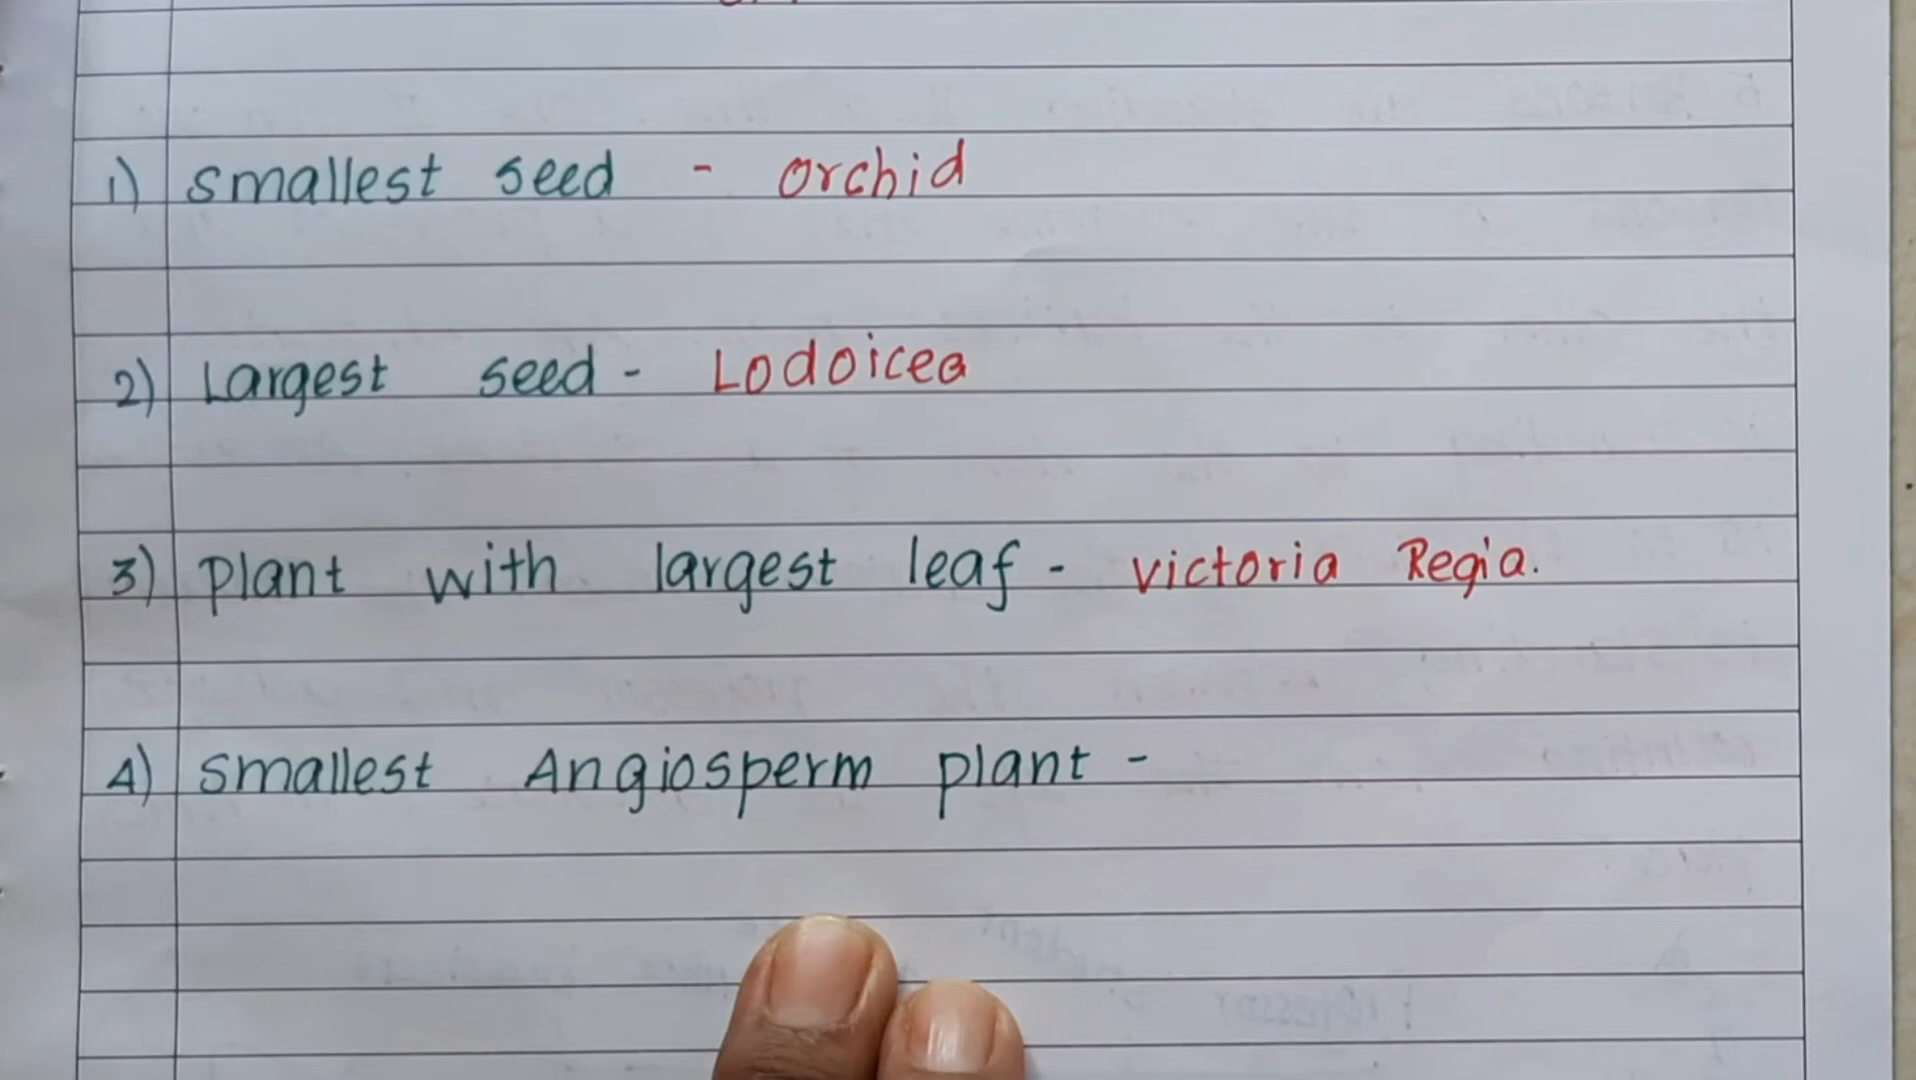 1) smallest seed - orchid
2) Largest seed - Lodoicea
3) plant with largest leaf - victoria Regia.
4) smallest Angiosperm plant -